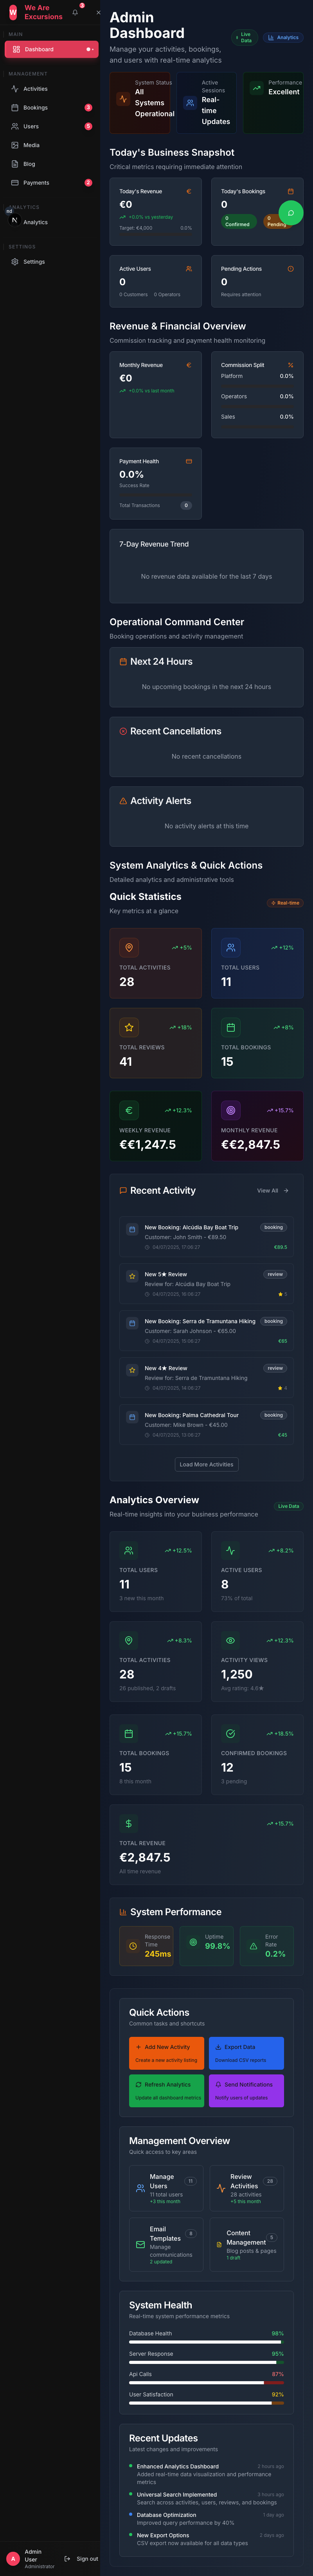 W
We Are
Excursions
3
MAIN
Dashboard
MANAGEMENT
Activities
Bookings
3
Users
5
Media
Blog
Payments
2
ANALYTICS
N
Analytics
SETTINGS
Settings
A
Admin
User
Administrator
Sign out
Admin
Dashboard
Manage your activities, bookings,
and users with real-time analytics
Live
Data
Analytics
System Status
All
Systems
Operational
Active
Sessions
Real-
time
Updates
Performance
Excellent
Today's Business Snapshot
Critical metrics requiring immediate attention
Today's Revenue
€0
+0.0% vs yesterday
Target: €4,000
0.0%
Today's Bookings
0
0
Confirmed
0
Pending
Active Users
0
0 Customers
0 Operators
Pending Actions
0
Requires attention
Revenue & Financial Overview
Commission tracking and payment health monitoring
Monthly Revenue
€0
+0.0% vs last month
Commission Split
Platform
0.0%
Operators
0.0%
Sales
0.0%
Payment Health
0.0%
Success Rate
Total Transactions
0
7-Day Revenue Trend
No revenue data available for the last 7 days
Operational Command Center
Booking operations and activity management
Next 24 Hours
No upcoming bookings in the next 24 hours
Recent Cancellations
No recent cancellations
Activity Alerts
No activity alerts at this time
System Analytics & Quick Actions
Detailed analytics and administrative tools
Quick Statistics
Key metrics at a glance
Real-time
+5%
TOTAL ACTIVITIES
28
+12%
TOTAL USERS
11
+18%
TOTAL REVIEWS
41
+8%
TOTAL BOOKINGS
15
+12.3%
WEEKLY REVENUE
€€1,247.5
+15.7%
MONTHLY REVENUE
€€2,847.5
Recent Activity
View All
New Booking: Alcúdia Bay Boat Trip
booking
Customer: John Smith - €89.50
04/07/2025, 17:06:27
€89.5
New 5★ Review
review
Review for: Alcúdia Bay Boat Trip
04/07/2025, 16:06:27
5
New Booking: Serra de Tramuntana Hiking
booking
Customer: Sarah Johnson - €65.00
04/07/2025, 15:06:27
€65
New 4★ Review
review
Review for: Serra de Tramuntana Hiking
04/07/2025, 14:06:27
4
New Booking: Palma Cathedral Tour
booking
Customer: Mike Brown - €45.00
04/07/2025, 13:06:27
€45
Load More Activities
Analytics Overview
Real-time insights into your business performance
Live Data
+12.5%
TOTAL USERS
11
3 new this month
+8.2%
ACTIVE USERS
8
73% of total
+8.3%
TOTAL ACTIVITIES
28
26 published, 2 drafts
+12.3%
ACTIVITY VIEWS
1,250
Avg rating: 4.6★
+15.7%
TOTAL BOOKINGS
15
8 this month
+18.5%
CONFIRMED BOOKINGS
12
3 pending
+15.7%
TOTAL REVENUE
€2,847.5
All time revenue
System Performance
Response
Time
245ms
Uptime
99.8%
Error
Rate
0.2%
Quick Actions
Common tasks and shortcuts
Add New Activity
Create a new activity listing
Export Data
Download CSV reports
Refresh Analytics
Update all dashboard metrics
Send Notifications
Notify users of updates
Management Overview
Quick access to key areas
Manage
Users
11
11 total users
+3 this month
Review
Activities
28
28 activities
+5 this month
Email
Templates
8
Manage
communications
2 updated
Content
Management
5
Blog posts & pages
1 draft
System Health
Real-time system performance metrics
Database Health
98%
Server Response
95%
Api Calls
87%
User Satisfaction
92%
Recent Updates
Latest changes and improvements
Enhanced Analytics Dashboard
2 hours ago
Added real-time data visualization and performance
metrics
Universal Search Implemented
3 hours ago
Search across activities, users, reviews, and bookings
Database Optimization
1 day ago
Improved query performance by 40%
New Export Options
2 days ago
CSV export now available for all data types